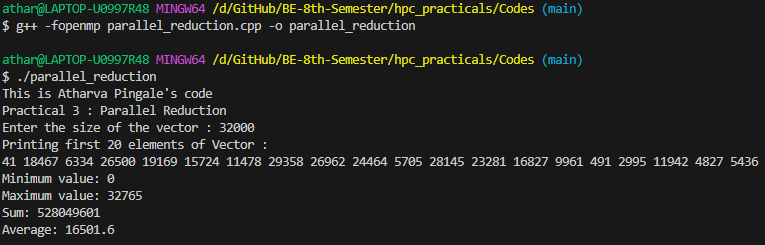 athar@LAPTOP-U0997R48 MINGW64 /d/GitHub/BE-8th-Semester/hpc_practicals/Codes (main)
$ g++ -fopenmp parallel_reduction.cpp -o parallel_reduction
athar@LAPTOP-U0997R48 MINGW64 /d/GitHub/BE-8th-Semester/hpc_practicals/Codes (main)
$ ./parallel_reduction
This is Atharva Pingale's code
Practical 3 : Parallel Reduction
Enter the size of the vector : 32000
Printing first 20 elements of Vector :
41 18467 6334 26500 19169 15724 11478 29358 26962 24464 5705 28145 23281 16827 9961 491 2995 11942 4827 5436
Minimum value: 0
Maximum value: 32765
Sum: 528049601
Average: 16501.6